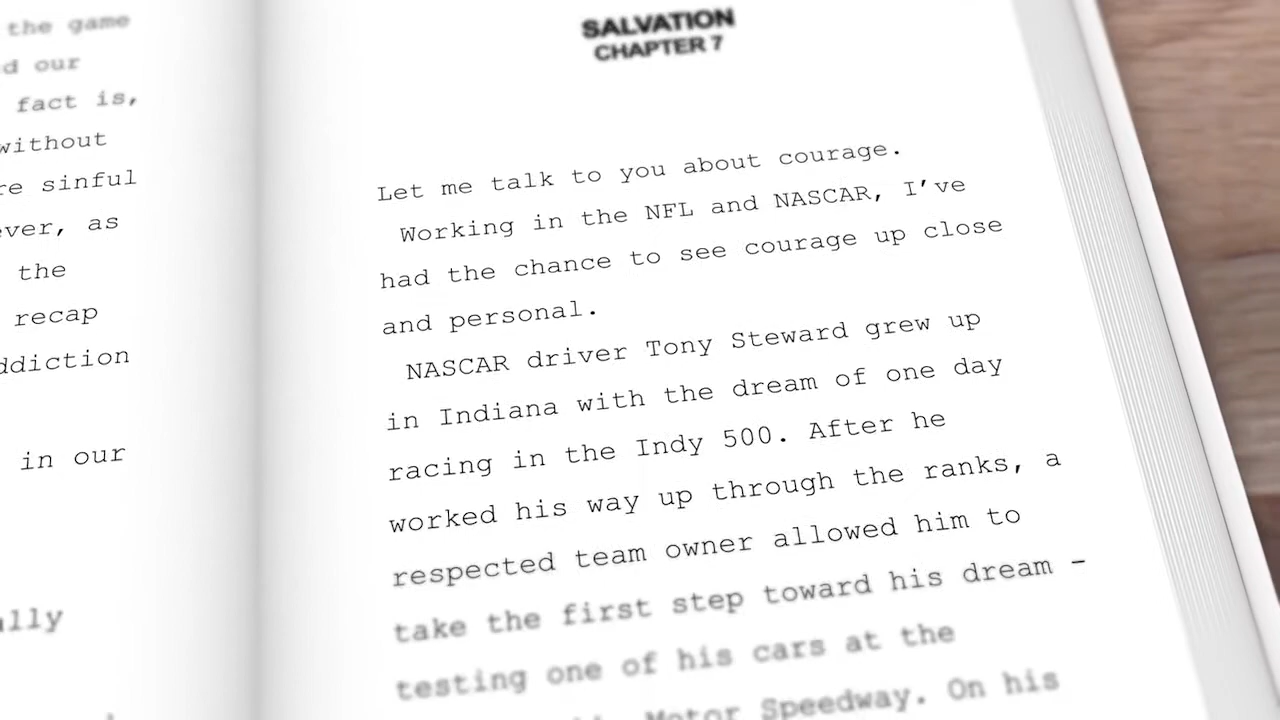 the game
d our
fact is,
without
re sinful
ever, as
the
recap
ddiction
in our
ally
SALVATION
CHAPTER 7
Let me talk to you about courage.
Working in the NFL and NASCAR, I’ve
had the chance to see courage up close
and personal.
NASCAR driver Tony Steward grew up
in Indiana with the dream of one day
racing in the Indy 500. After he
worked his way up through the ranks, a
respected team owner allowed him to
take the first step toward his dream –
testing one of his cars at the
Motor Speedway. On his